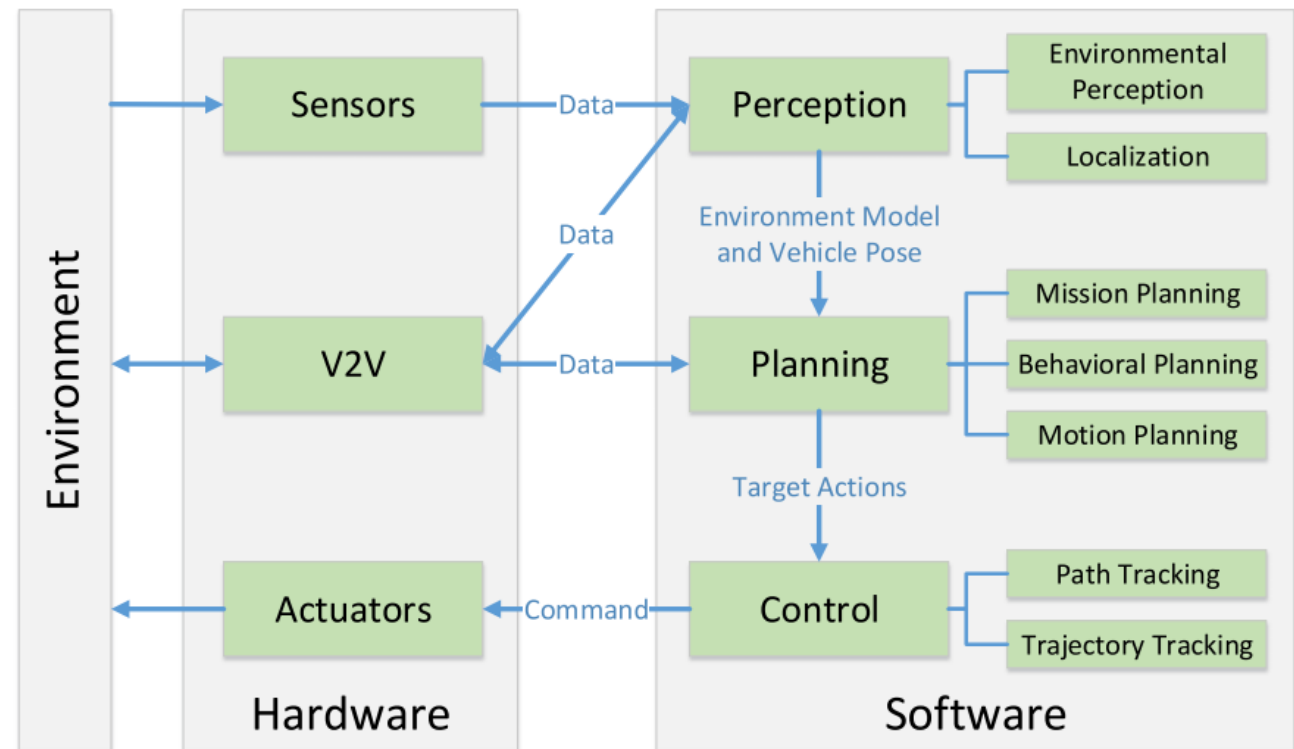 Environment
Sensors
V2V
Actuators
Hardware
Data
Data
Data
Command
Perception
Environment Model
and Vehicle Pose
Planning
Target Actions
Control
Environmental
Perception
Localization
Mission Planning
Behavioral Planning
Motion Planning
Path Tracking
Trajectory Tracking
Software